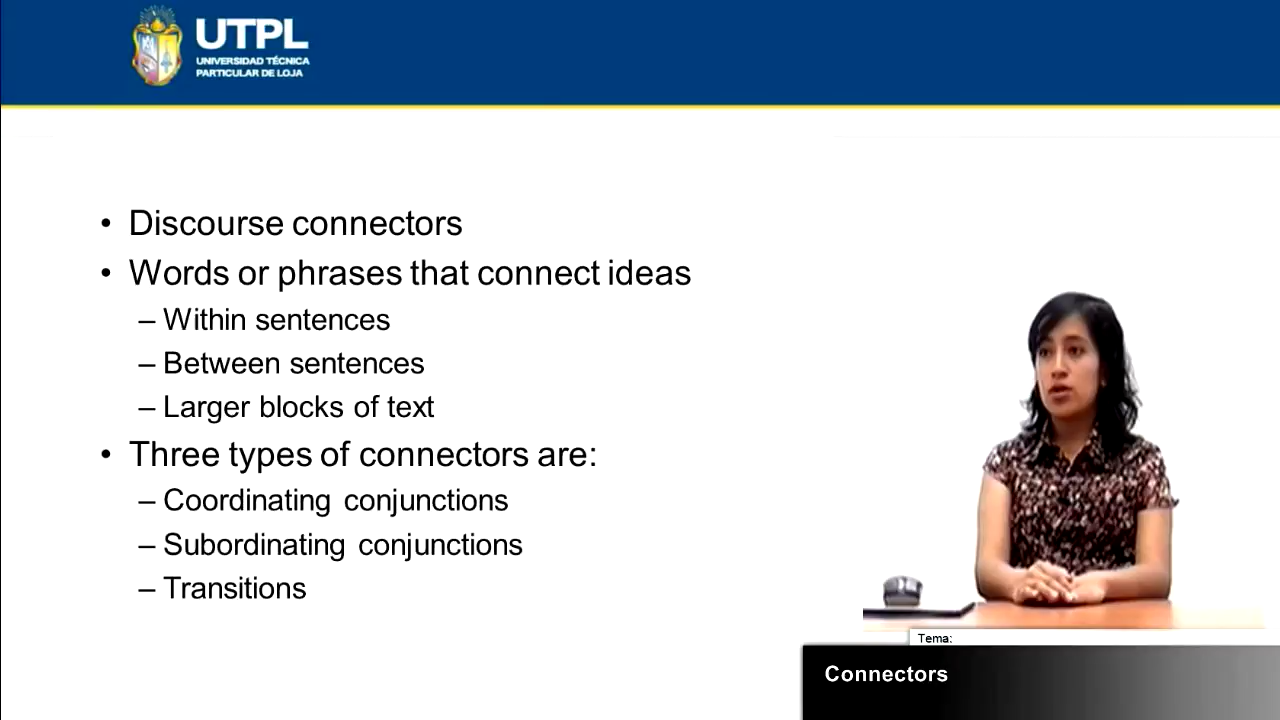 UTPL
UNIVERSIDAD TÉCNICA
PARTICULAR DE LOJA
• Discourse connectors
• Words or phrases that connect ideas
– Within sentences
– Between sentences
– Larger blocks of text
• Three types of connectors are:
– Coordinating conjunctions
– Subordinating conjunctions
– Transitions
Tema:
Connectors